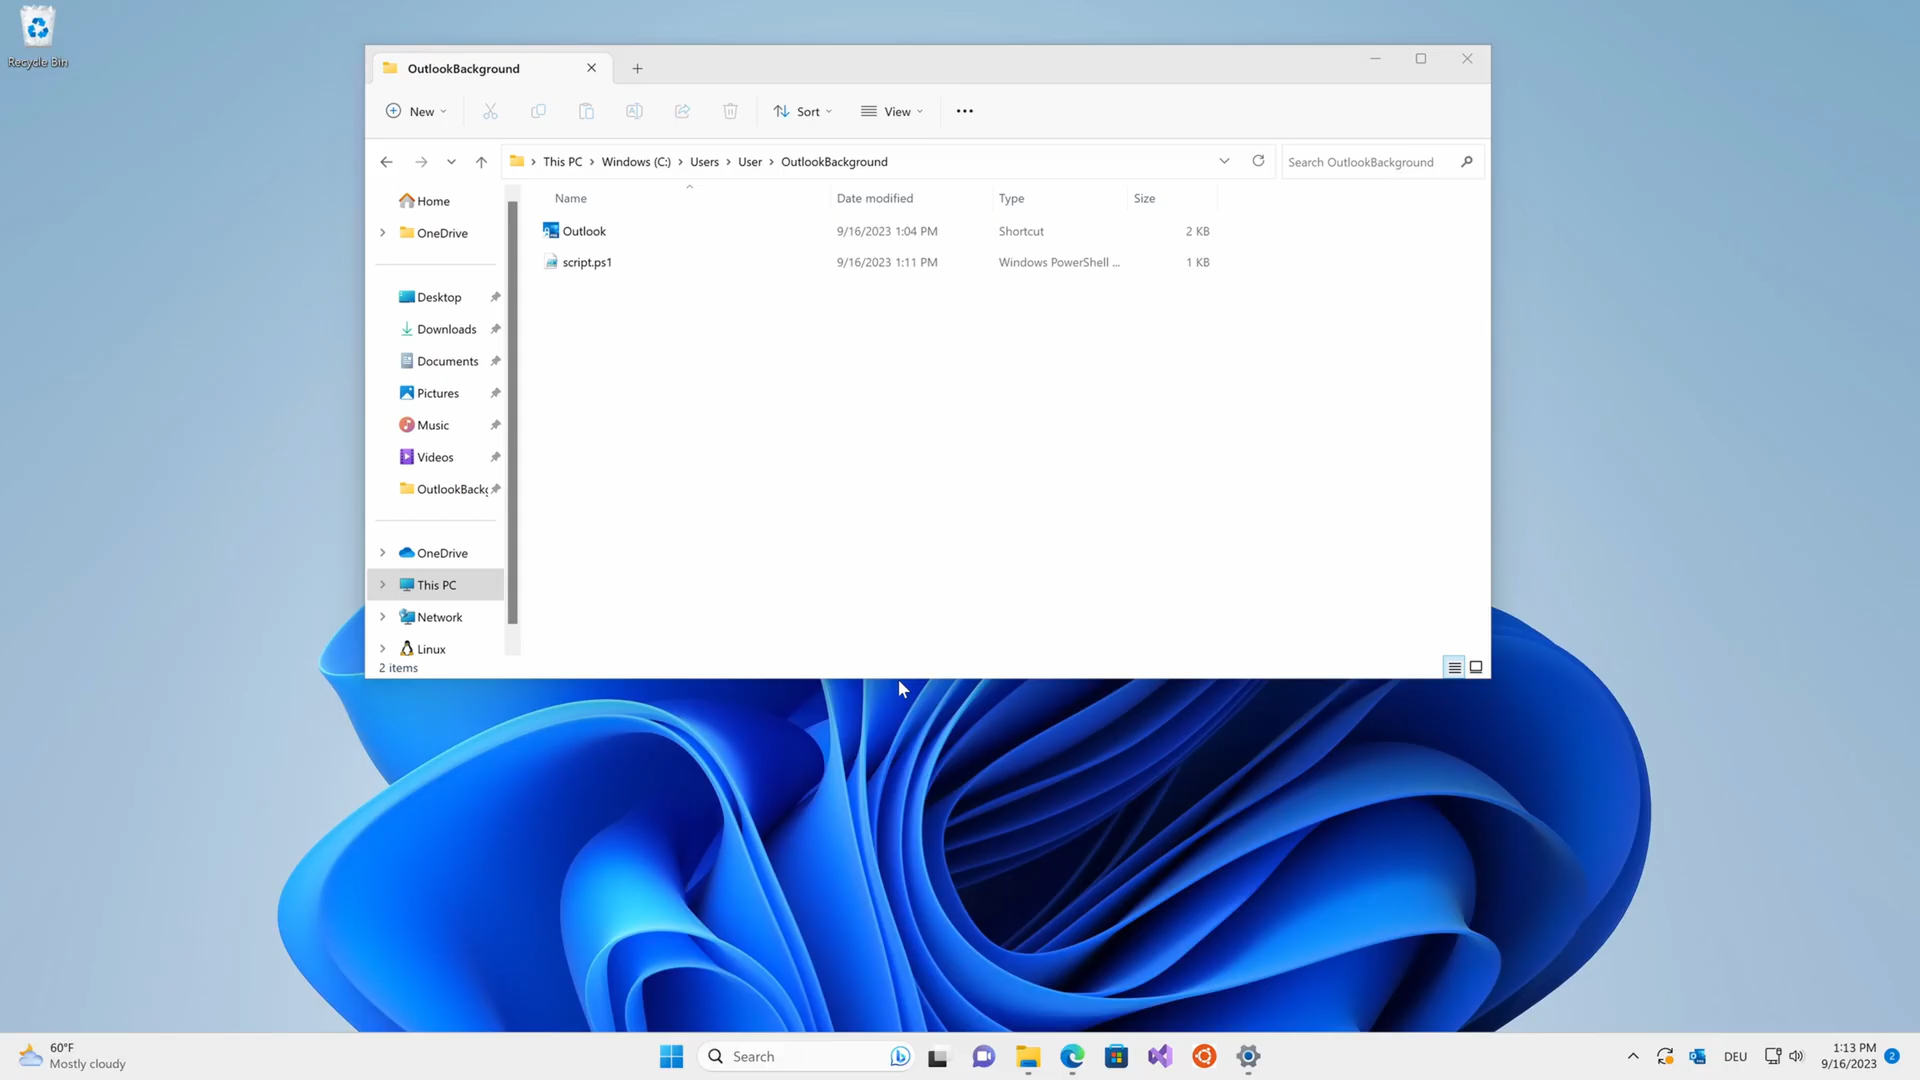 Recycle Bin
OutlookBackground
New
Sort
View
This PC
Windows (C:)
Users
User
OutlookBackground
Search OutlookBackground
Home
OneDrive
Desktop
Downloads
Documents
Pictures
Music
Videos
OutlookBackg
OneDrive
This PC
Network
Linux
Name
Date modified
Type
Size
Outlook
9/16/2023 1:04 PM
Shortcut
2 KB
script.ps1
9/16/2023 1:11 PM
Windows PowerShell ...
1 KB
2 items
60°F
Mostly cloudy
Search
DEU
1:13 PM
9/16/2023
2